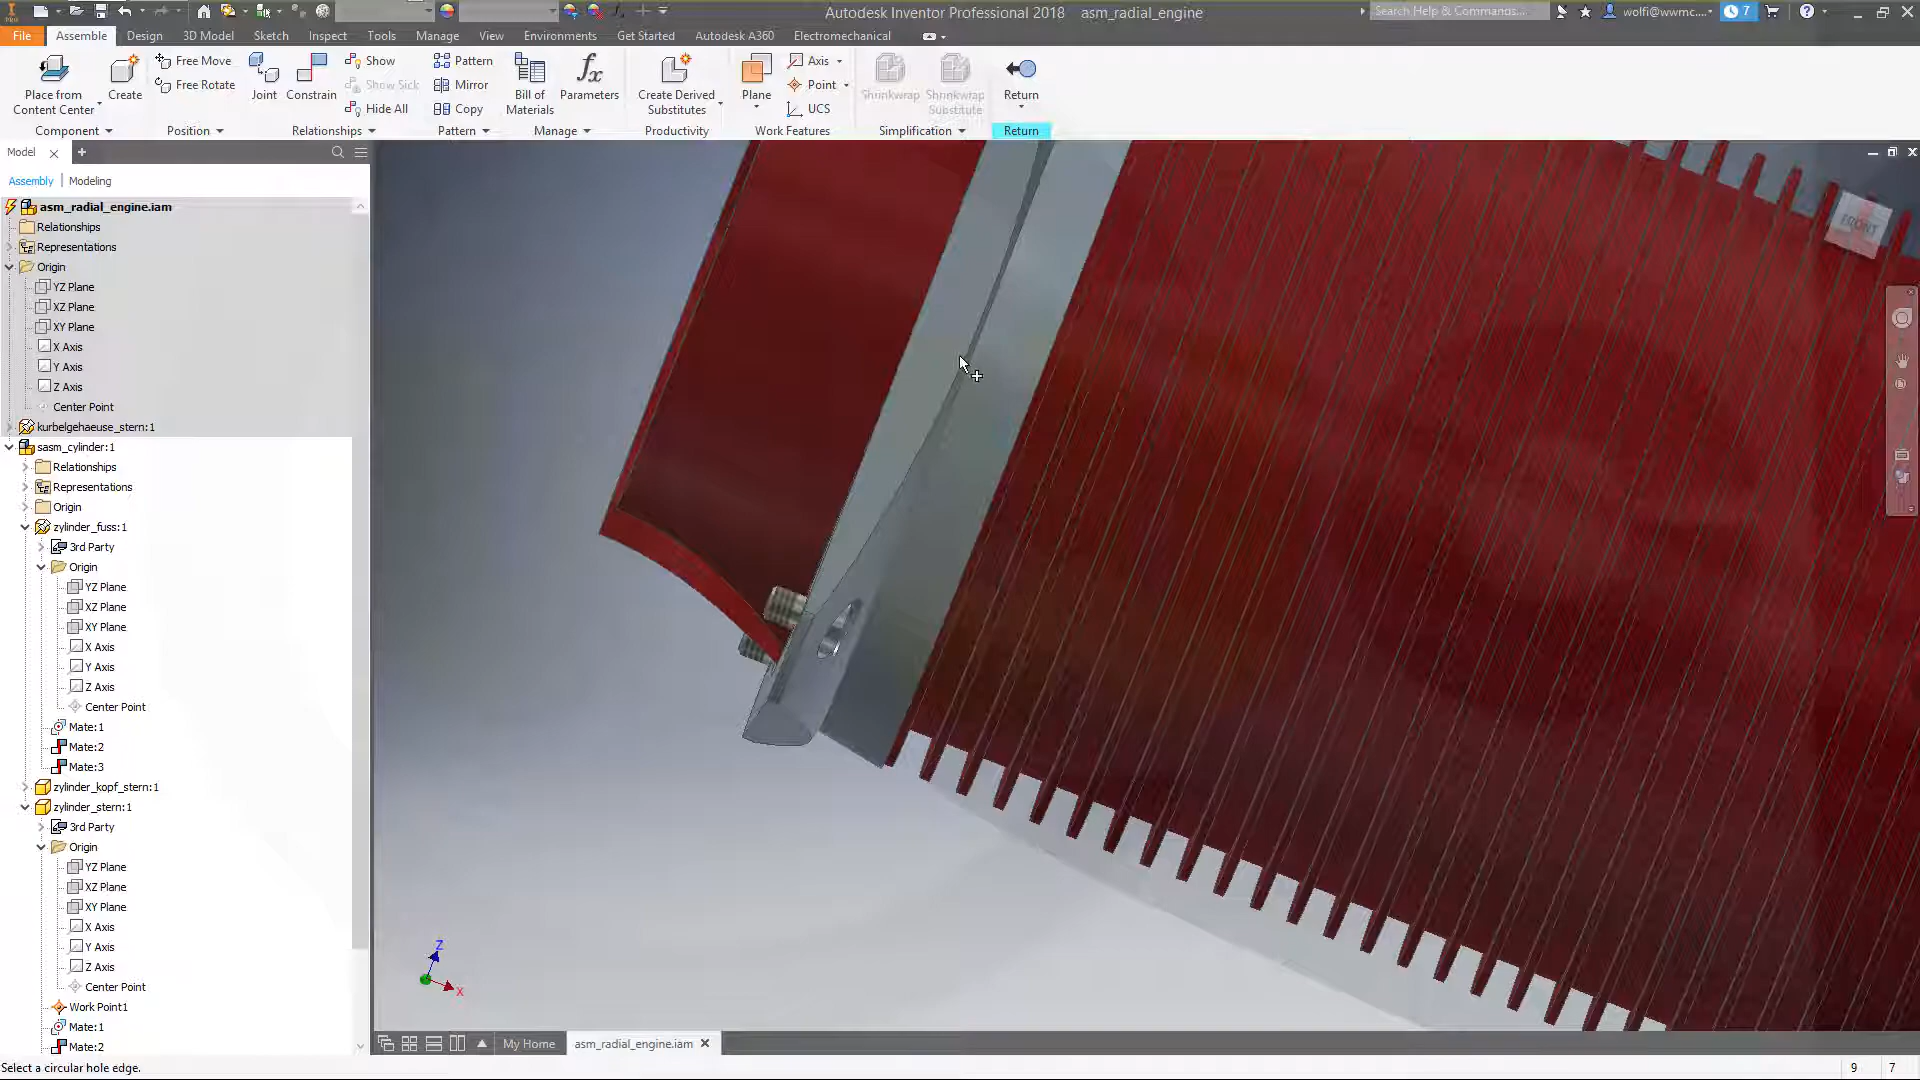 Autodesk Inventor Professional 2018 asm_radial_engine
Search Help & Commands...
wolfi@wwmc....
7
File Assemble Design 3D Model Sketch Inspect Tools Manage View Environments Get Started Autodesk A360 Electromechanical
Place from Content Center
Create
Free Move
Free Rotate
Joint
Constrain
Show
Show Sick
Hide All
Pattern
Mirror
Copy
Bill of Materials
Parameters
Create Derived Substitutes
Plane
Axis
Point
UCS
Shrinkwrap
Shrinkwrap Substitute
Return
Component Position Relationships Pattern Manage Productivity Work Features Simplification Return
Model
Assembly Modeling
asm_radial_engine.iam
Relationships
Representations
Origin
YZ Plane
XZ Plane
XY Plane
X Axis
Y Axis
Z Axis
Center Point
kurbelgehaeuse_stern:1
sasm_cylinder:1
Relationships
Representations
Origin
zylinder_fuss:1
3rd Party
Origin
YZ Plane
XZ Plane
XY Plane
X Axis
Y Axis
Z Axis
Center Point
Mate:1
Mate:2
Mate:3
zylinder_kopf_stern:1
zylinder_stern:1
3rd Party
Origin
YZ Plane
XZ Plane
XY Plane
X Axis
Y Axis
Z Axis
Center Point
Work Point1
Mate:1
Mate:2
FRONT
Z
X
My Home asm_radial_engine.iam
Select a circular hole edge.
9 7